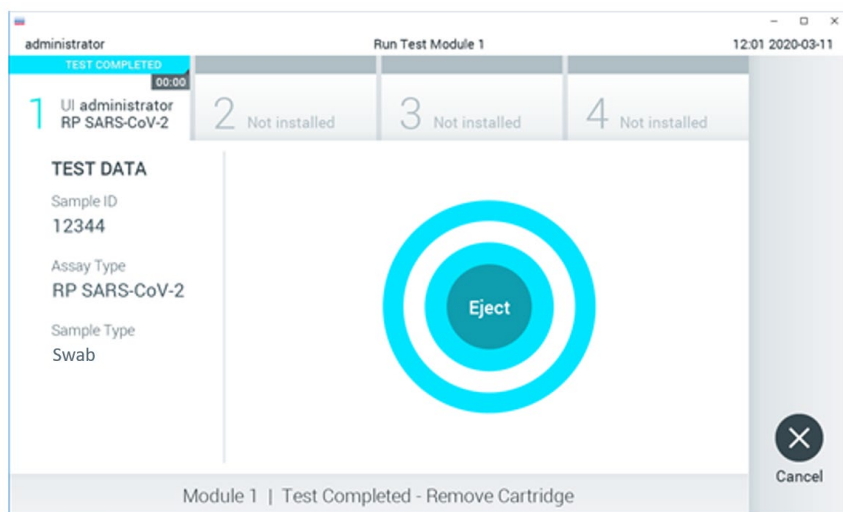 administrator Run Test Module 1 12:01 2020-03-11
TEST COMPLETED
00:00
1 UI administrator
RP SARS-CoV-2
2 Not installed
3 Not installed
4 Not installed
TEST DATA
Sample ID
12344
Assay Type
RP SARS-CoV-2
Sample Type
Swab
Eject
Cancel
Module 1 | Test Completed - Remove Cartridge